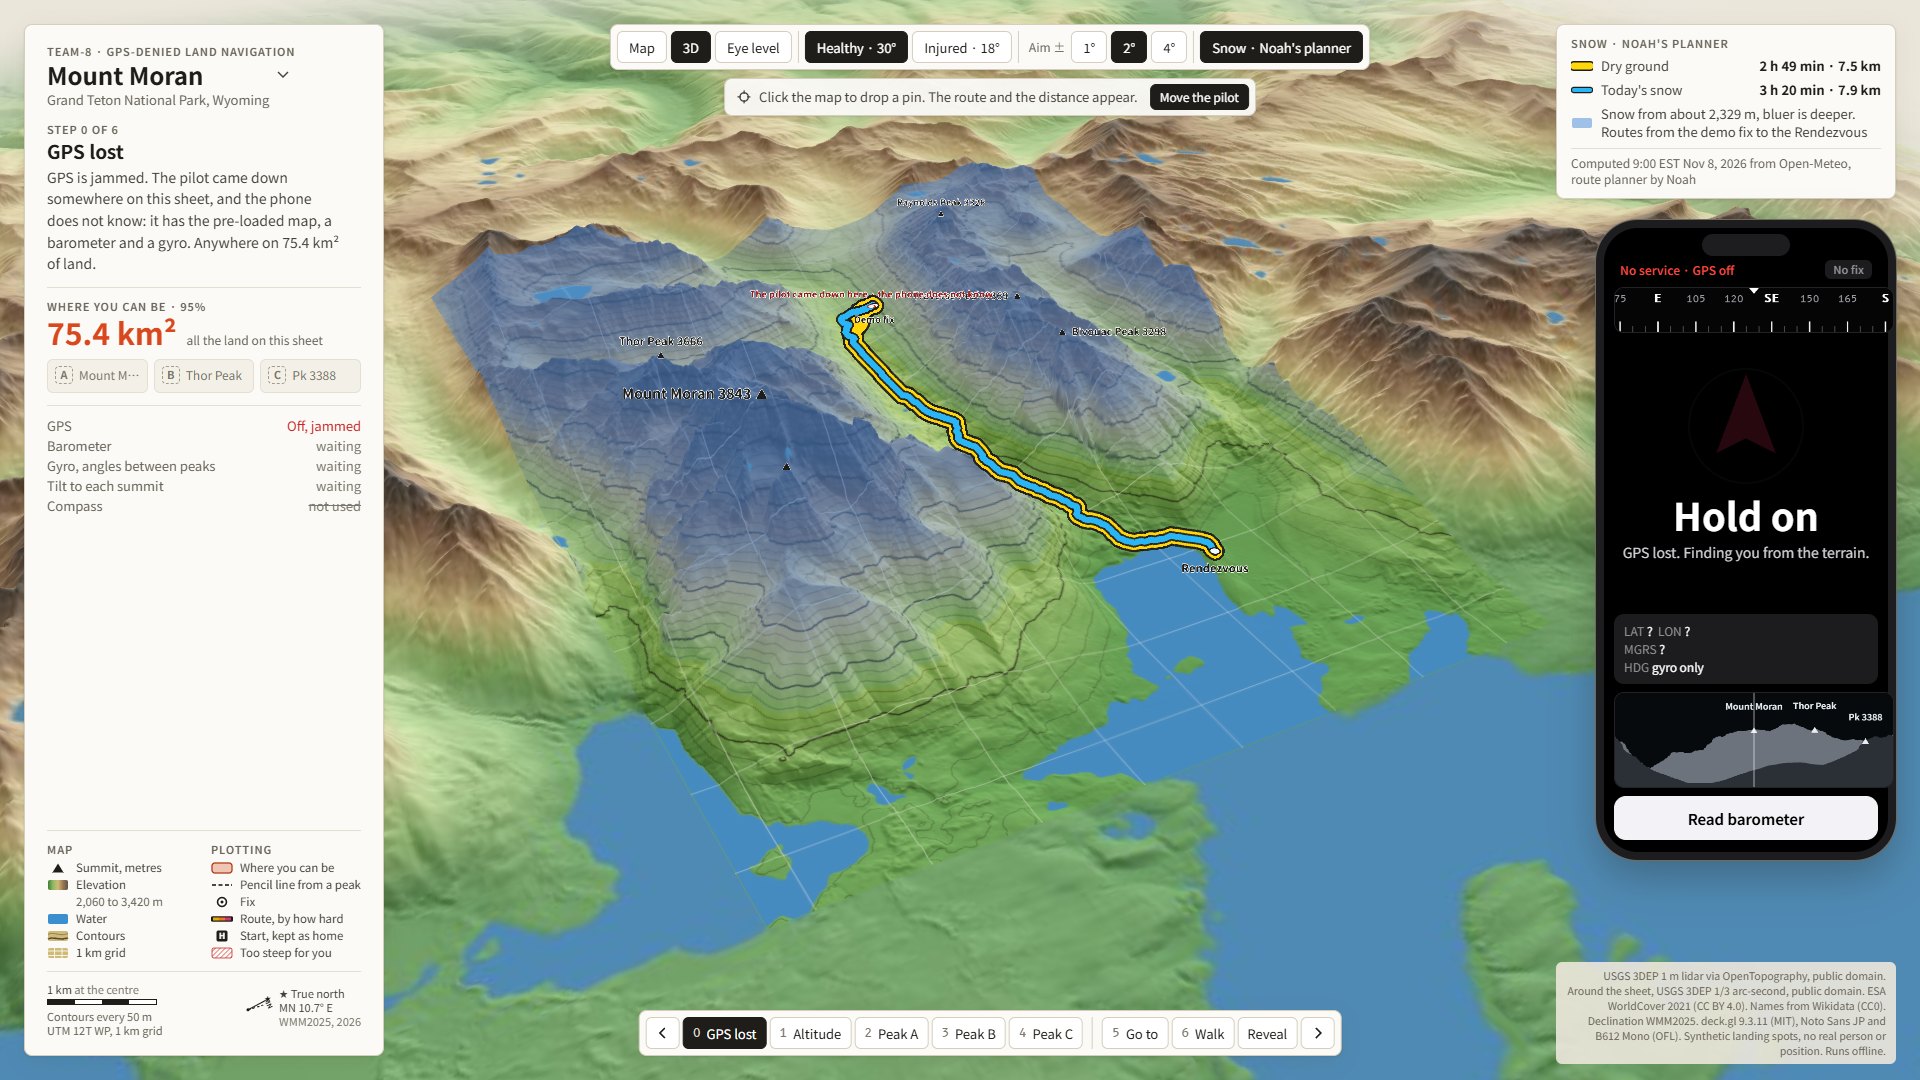 TEAM-8 · GPS-DENIED LAND NAVIGATION
Mount Moran
Grand Teton National Park, Wyoming
STEP 0 OF 6
GPS lost
GPS is jammed. The pilot came down
somewhere on this sheet, and the phone
does not know: it has the pre-loaded map, a
barometer and a gyro. Anywhere on 75.4 km²
of land.
WHERE YOU CAN BE · 95%
75.4 km² all the land on this sheet
A Mount M··· B Thor Peak C Pk 3388
GPS Off, jammed
Barometer waiting
Gyro, angles between peaks waiting
Tilt to each summit waiting
Compass not used
MAP
Summit, metres
Elevation
2,060 to 3,420 m
Water
Contours
1 km grid
PLOTTING
Where you can be
Pencil line from a peak
Fix
Route, by how hard
H Start, kept as home
Too steep for you
1 km at the centre
Contours every 50 m
UTM 12T WP, 1 km grid
★ True north
MN 10.7° E
WMM2025, 2026
Map 3D Eye level Healthy · 30° Injured · 18° Aim ± 1° 2° 4° Snow · Noah's planner
Click the map to drop a pin. The route and the distance appear. Move the pilot
Raynolds Peak 3326
The pilot came down here
Demo fix
Bivouac Peak 3298
Thor Peak 3666
Mount Moran 3843
Rendezvous
0 GPS lost 1 Altitude 2 Peak A 3 Peak B 4 Peak C 5 Go to 6 Walk Reveal
SNOW · NOAH'S PLANNER
Dry ground 2 h 49 min · 7.5 km
Today's snow 3 h 20 min · 7.9 km
Snow from about 2,329 m, bluer is deeper.
Routes from the demo fix to the Rendezvous
Computed 9:00 EST Nov 8, 2026 from Open-Meteo,
route planner by Noah
No service · GPS off No fix
75 E 105 120 SE 150 165 S
Hold on
GPS lost. Finding you from the terrain.
LAT ? LON ?
MGRS ?
HDG gyro only
Mount Moran Thor Peak
Pk 3388
Read barometer
USGS 3DEP 1 m lidar via OpenTopography, public domain.
Around the sheet, USGS 3DEP 1/3 arc-second, public domain. ESA
WorldCover 2021 (CC BY 4.0). Names from Wikidata (CC0).
Declination WMM2025. deck.gl 9.3.11 (MIT), Noto Sans JP and
B612 Mono (OFL). Synthetic landing spots, no real person or
position. Runs offline.